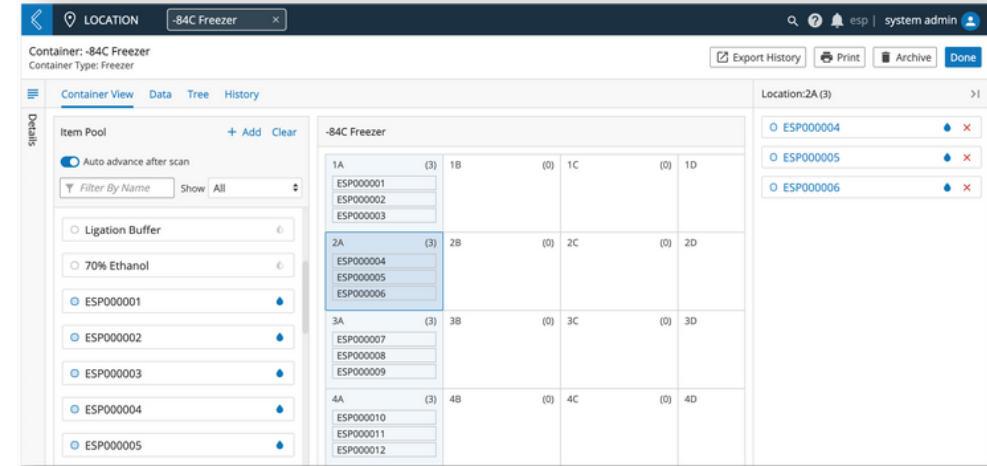 LOCATION -84C Freezer × esp | system admin
Container: -84C Freezer
Container Type: Freezer
Export History Print Archive Done
Container View Data Tree History
Details
Item Pool + Add Clear
Auto advance after scan
Filter By Name Show All
Ligation Buffer
70% Ethanol
ESP000001
ESP000002
ESP000003
ESP000004
ESP000005
-84C Freezer
1A (3) 1B (0) 1C (0) 1D
ESP000001
ESP000002
ESP000003
2A (3) 2B (0) 2C (0) 2D
ESP000004
ESP000005
ESP000006
3A (3) 3B (0) 3C (0) 3D
ESP000007
ESP000008
ESP000009
4A (3) 4B (0) 4C (0) 4D
ESP000010
ESP000011
ESP000012
Location:2A (3)
ESP000004
ESP000005
ESP000006